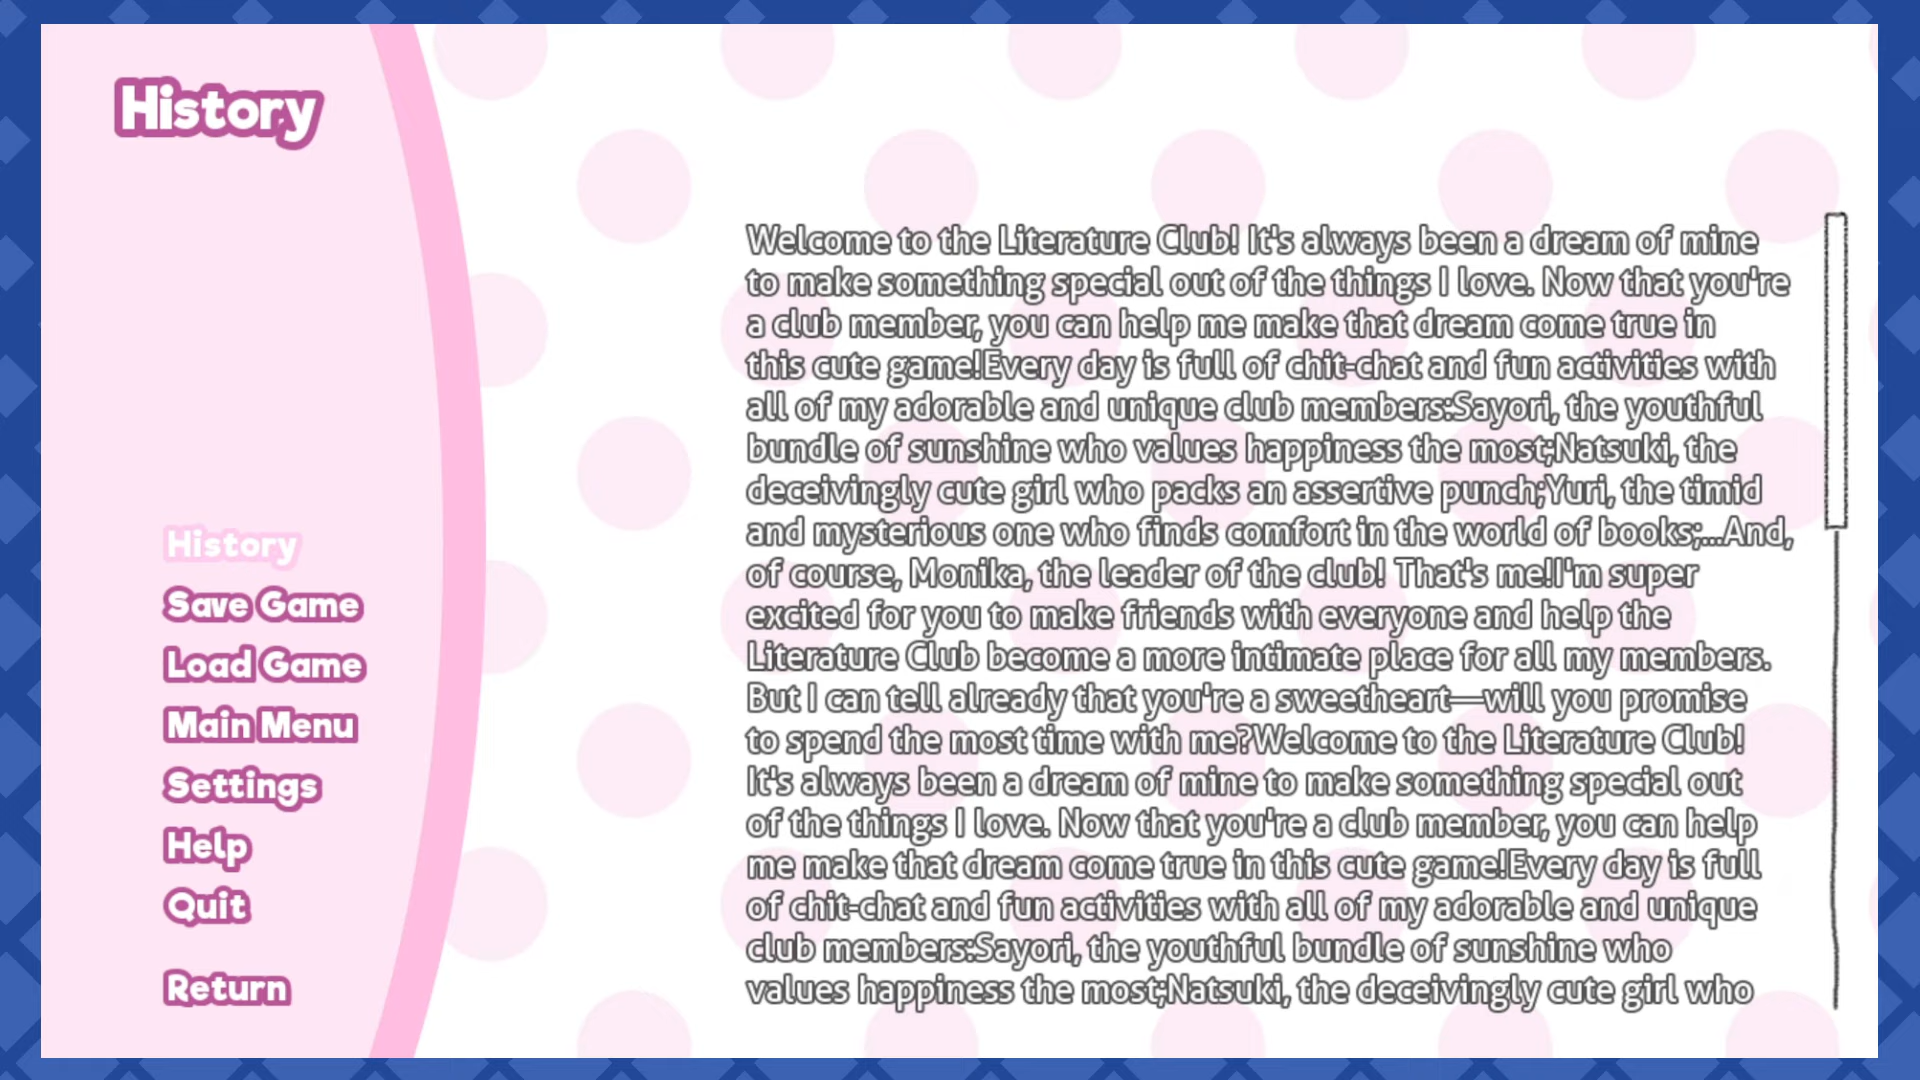 History
Welcome to the Literature Club! It's always been a dream of mine
to make something special out of the things I love. Now that you're
a club member, you can help me make that dream come true in
this cute game!Every day is full of chit-chat and fun activities with
all of my adorable and unique club members:Sayori, the youthful
bundle of sunshine who values happiness the most;Natsuki, the
deceivingly cute girl who packs an assertive punch;Yuri, the timid
and mysterious one who finds comfort in the world of books;...And,
of course, Monika, the leader of the club! That's me!I'm super
excited for you to make friends with everyone and help the
Literature Club become a more intimate place for all my members.
But I can tell already that you're a sweetheart—will you promise
to spend the most time with me?Welcome to the Literature Club!
It's always been a dream of mine to make something special out
of the things I love. Now that you're a club member, you can help
me make that dream come true in this cute game!Every day is full
of chit-chat and fun activities with all of my adorable and unique
club members:Sayori, the youthful bundle of sunshine who
values happiness the most;Natsuki, the deceivingly cute girl who
History
Save Game
Load Game
Main Menu
Settings
Help
Quit
Return